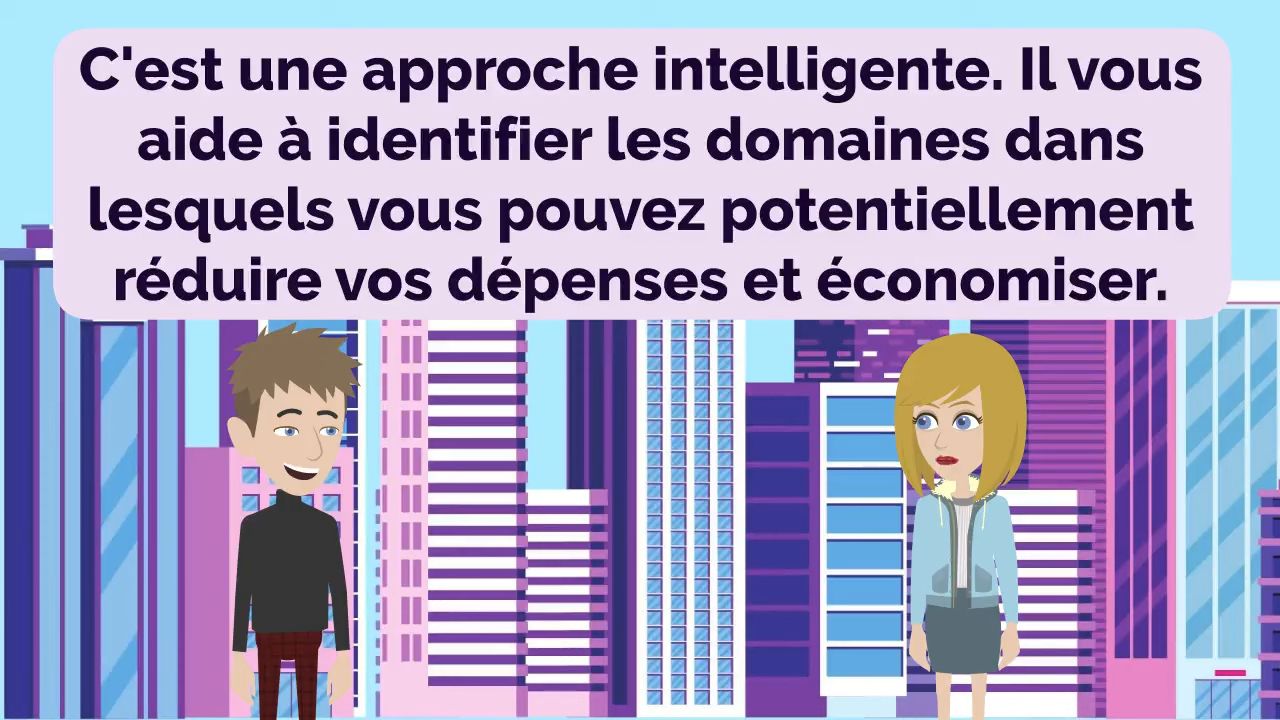 C'est une approche intelligente. Il vous
aide à identifier les domaines dans
lesquels vous pouvez potentiellement
réduire vos dépenses et économiser.